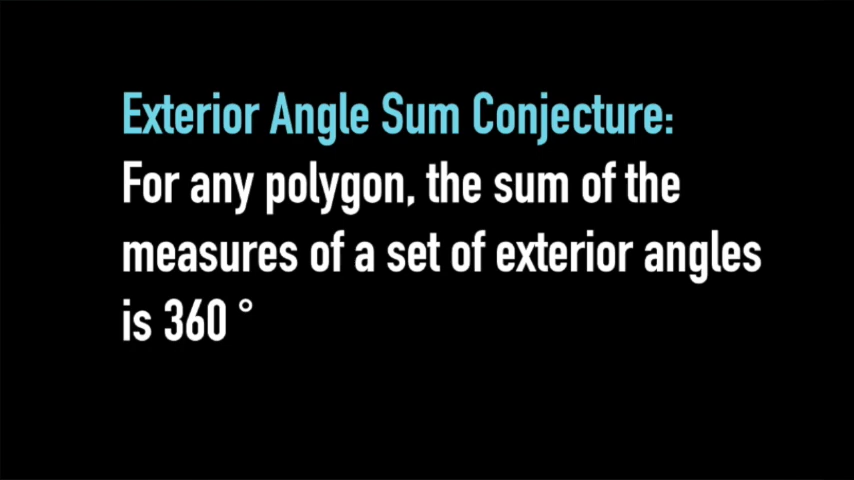 Exterior Angle Sum Conjecture:
For any polygon, the sum of the
measures of a set of exterior angles
is 360 °